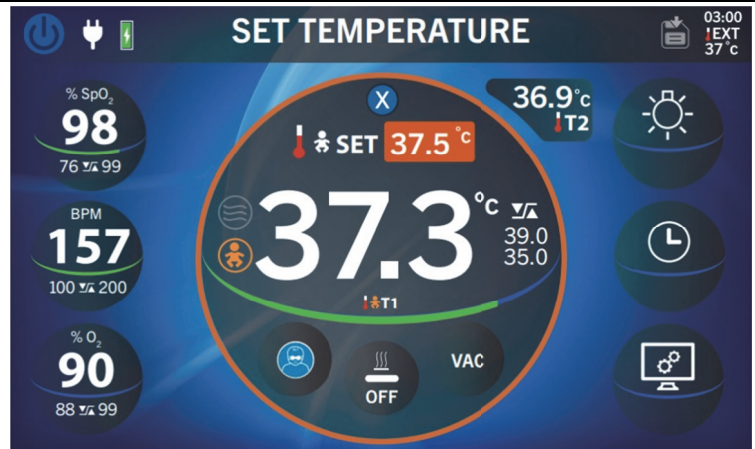 SET TEMPERATURE
03:00
EXT
37 °c
% SpO₂
98
76 99
BPM
157
100 200
% O₂
90
88 99
X
SET 37.5 °c
36.9°c
T2
37.3 °C
39.0
35.0
T1
OFF
VAC